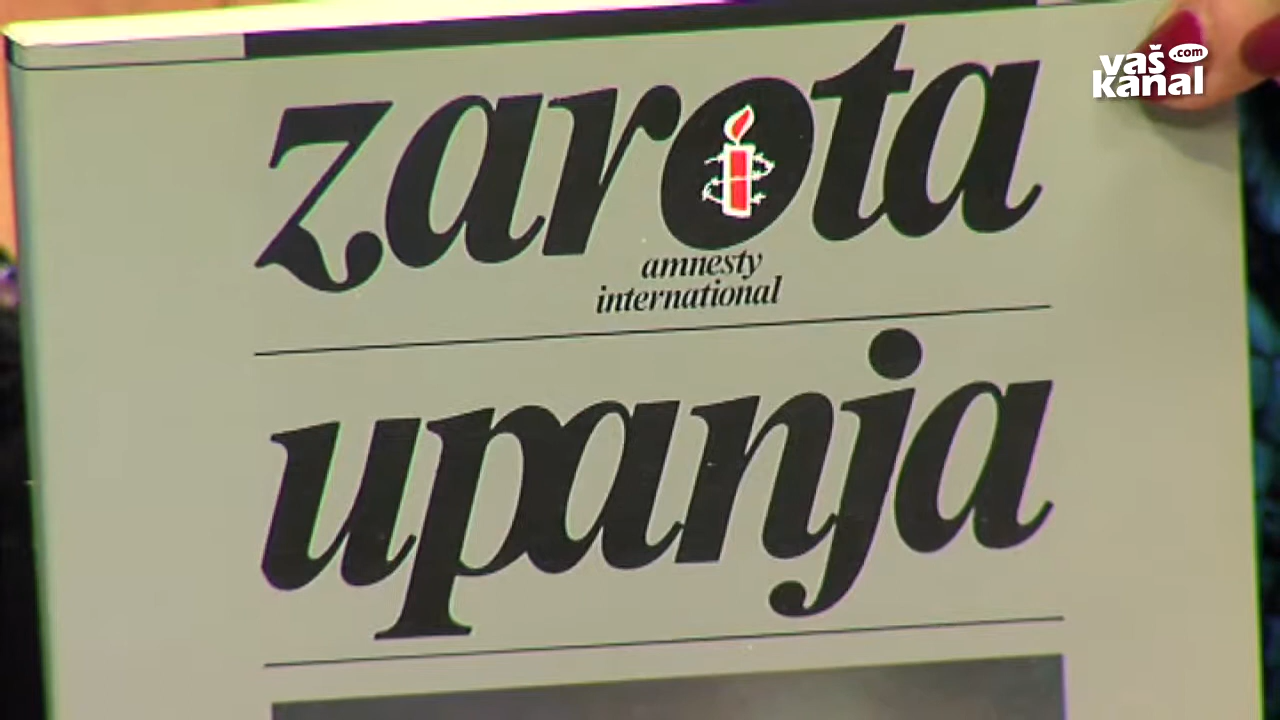 zarota
amnesty
international
upanja
vaš
kanal
.com